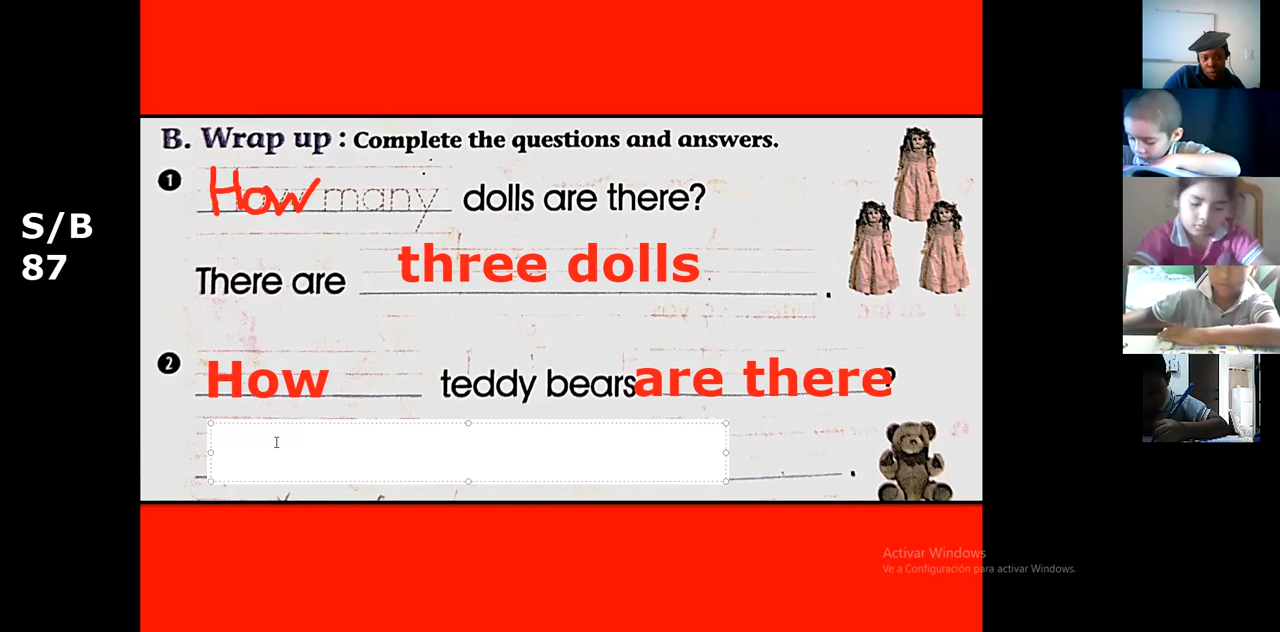 S/B
87
B. Wrap up : Complete the questions and answers.
1 How many dolls are there?
There are three dolls.
2 How teddy bears are there?
.
Activar Windows
Ve a Configuración para activar Windows.